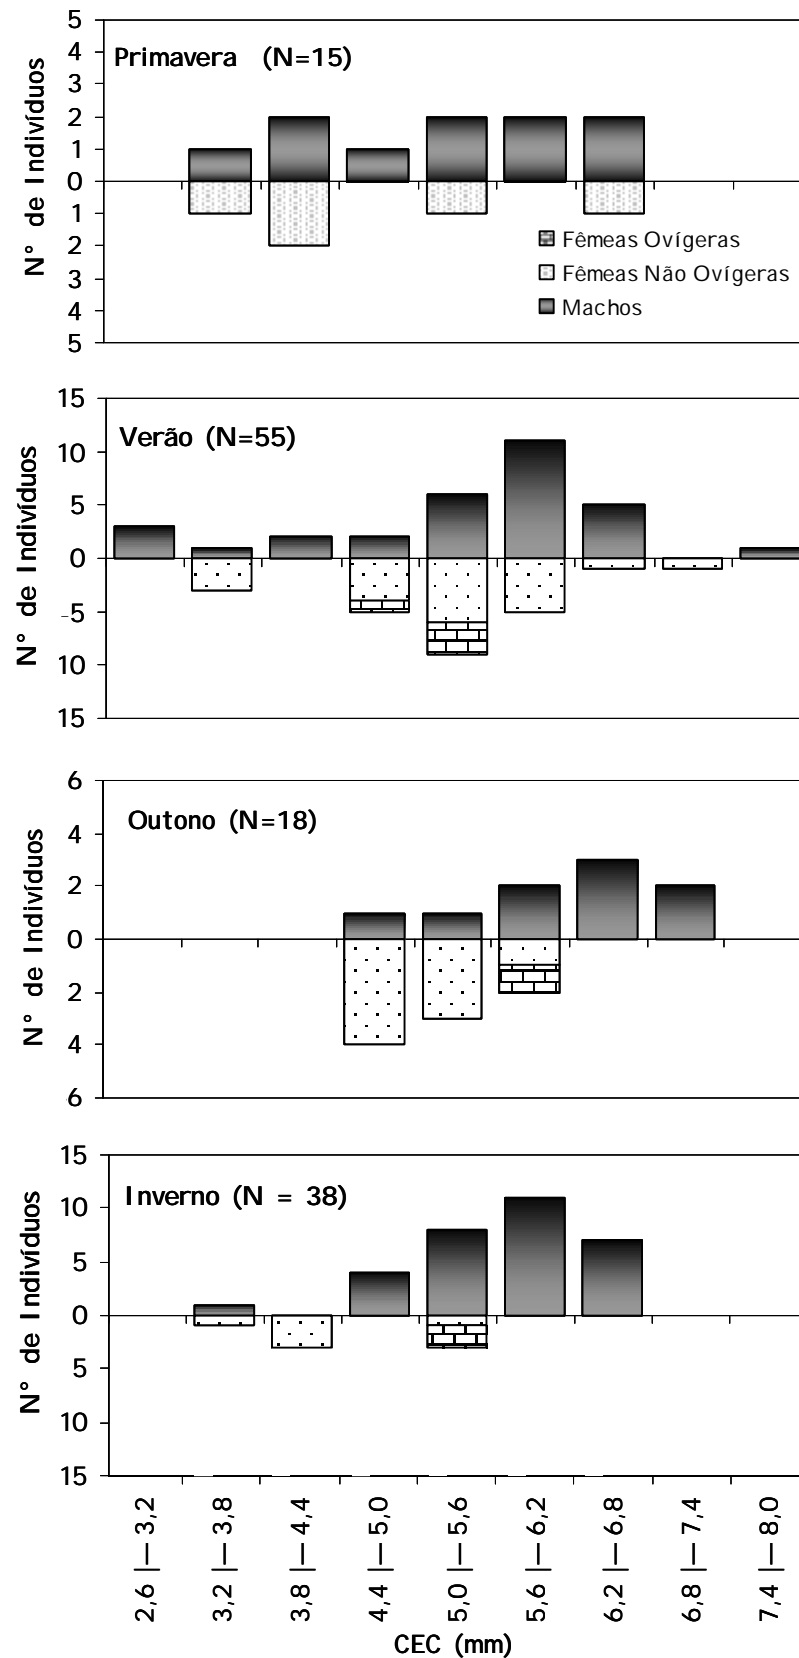 Primavera (N=15)
N° de Indivíduos
5
4
3
2
1
0
1
2
3
4
5
Fêmeas Ovígeras
Fêmeas Não Ovígeras
Machos
Verão (N=55)
N° de Indivíduos
15
10
5
0
-5
10
15
Outono (N=18)
N° de Indivíduos
6
4
2
0
2
4
6
Inverno (N = 38)
N° de Indivíduos
15
10
5
0
5
10
15
2,6 |— 3,2
3,2 |— 3,8
3,8 |— 4,4
4,4 |— 5,0
5,0 |— 5,6
5,6 |— 6,2
6,2 |— 6,8
6,8 |— 7,4
7,4 |— 8,0
CEC (mm)